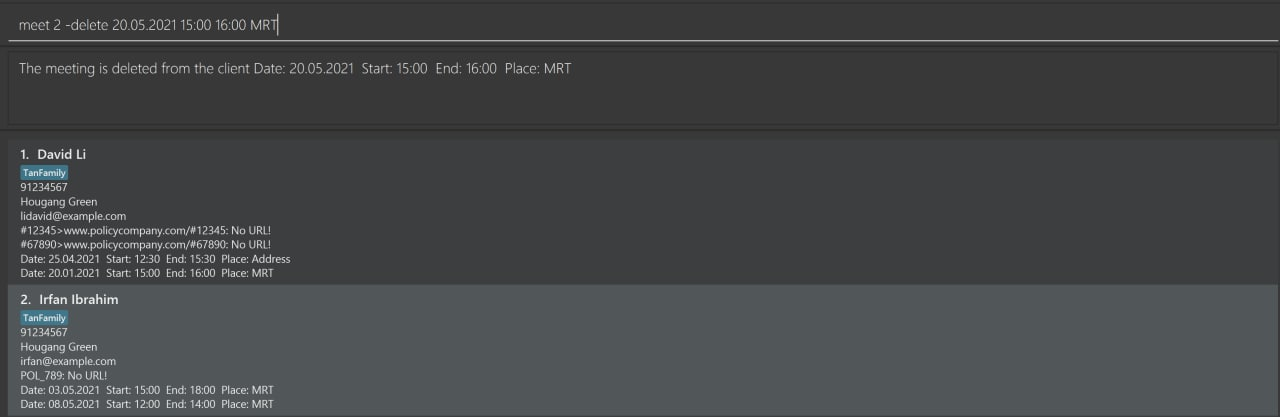 meet 2 -delete 20.05.2021 15:00 16:00 MRT
The meeting is deleted from the client Date: 20.05.2021 Start: 15:00 End: 16:00 Place: MRT
1. David Li
TanFamily
91234567
Hougang Green
lidavid@example.com
#12345>www.policycompany.com/#12345: No URL!
#67890>www.policycompany.com/#67890: No URL!
Date: 25.04.2021 Start: 12:30 End: 15:30 Place: Address
Date: 20.01.2021 Start: 15:00 End: 16:00 Place: MRT
2. Irfan Ibrahim
TanFamily
91234567
Hougang Green
irfan@example.com
POL_789: No URL!
Date: 03.05.2021 Start: 15:00 End: 18:00 Place: MRT
Date: 08.05.2021 Start: 12:00 End: 14:00 Place: MRT